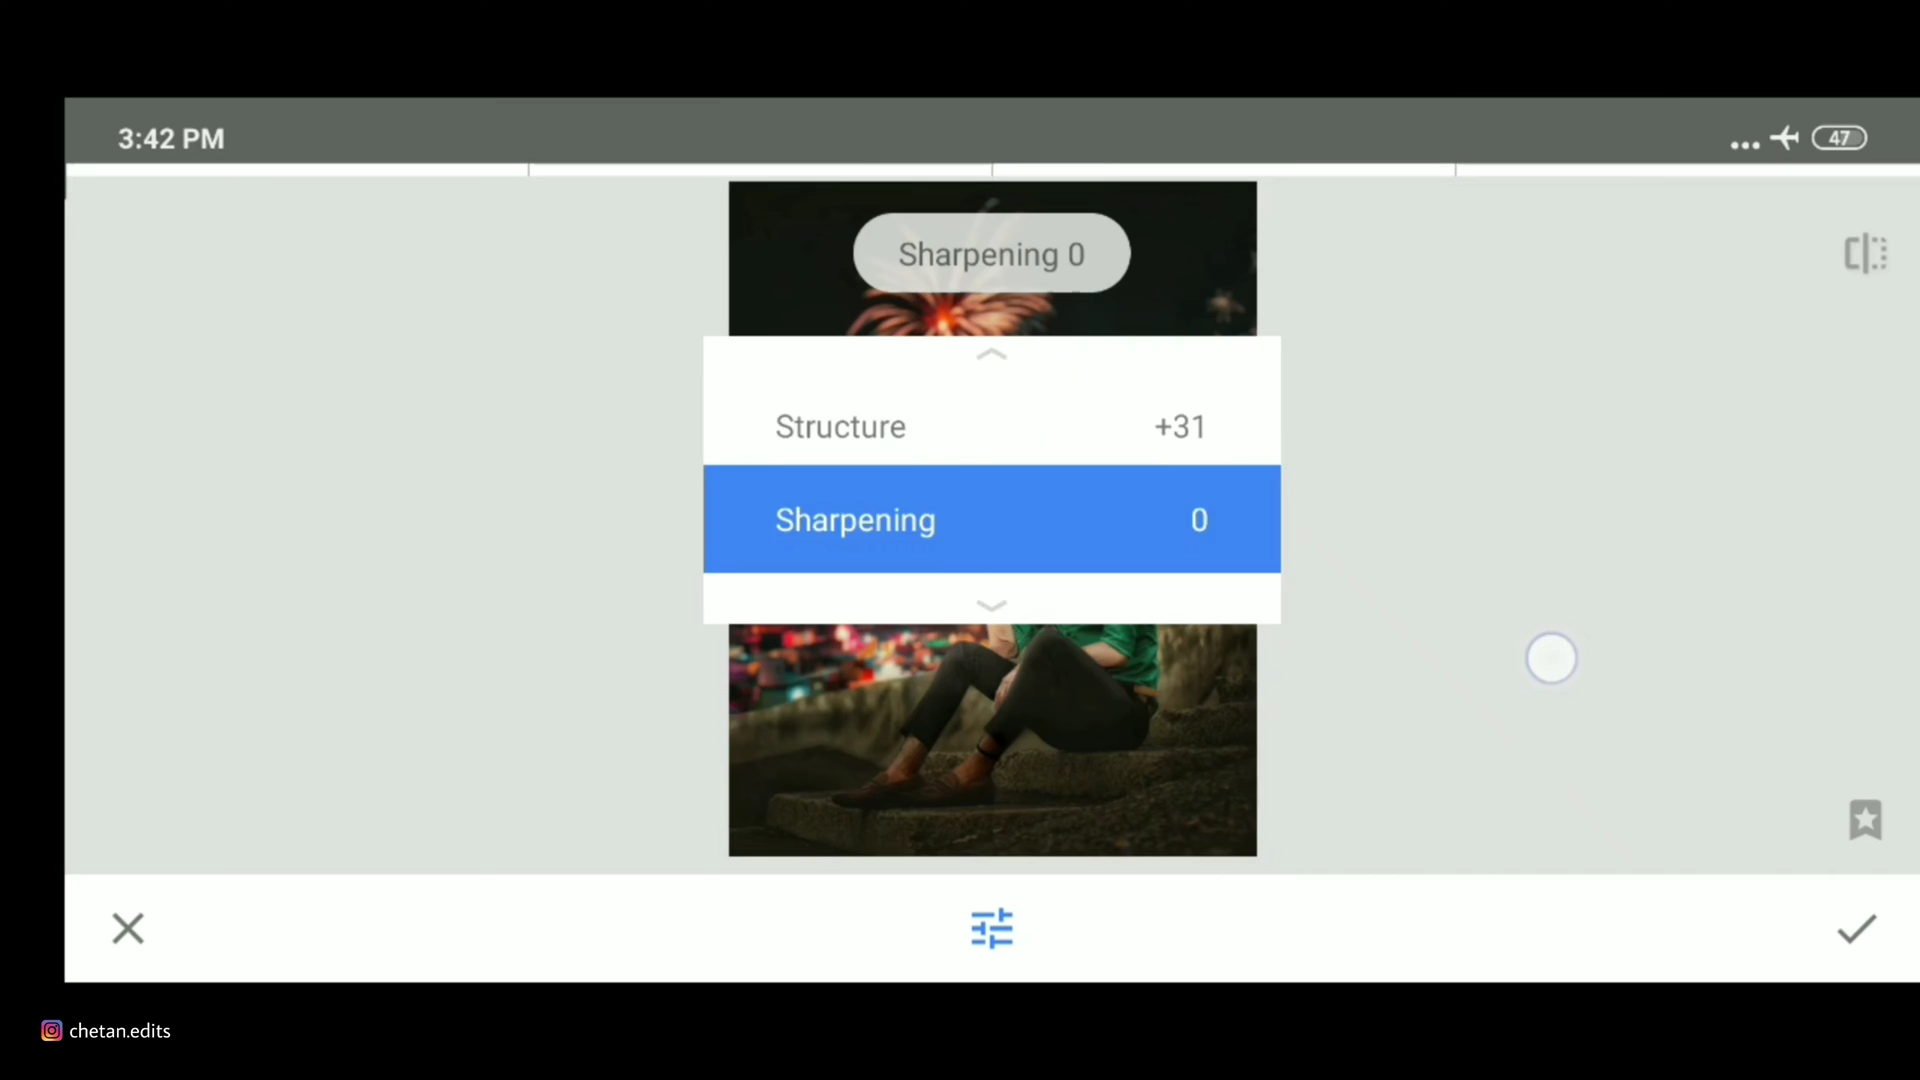 3:42 PM
47
Sharpening 0
Structure +31
Sharpening 0
chetan.edits